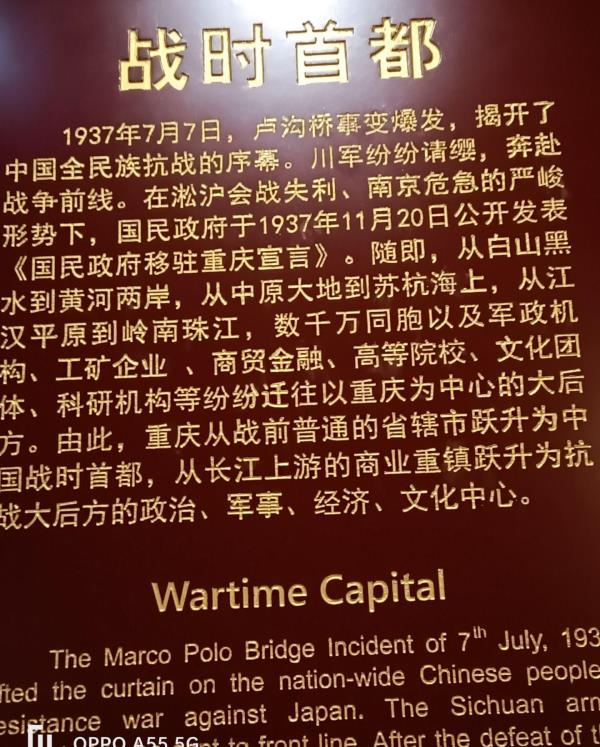 战时首都
1937年7月7日，卢沟桥事变爆发，揭开了
中国全民族抗战的序幕。川军纷纷请缨，奔赴
战争前线。在淞沪会战失利、南京危急的严峻
形势下，国民政府于1937年11月20日公开发表
《国民政府移驻重庆宣言》。随即，从白山黑
水到黄河两岸，从中原大地到苏杭海上，从江
汉平原到岭南珠江，数千万同胞以及军政机
构、工矿企业 、商贸金融、高等院校、文化团
体、科研机构等纷纷迁往以重庆为中心的大后
方。由此，重庆从战前普通的省辖市跃升为中
国战时首都，从长江上游的商业重镇跃升为抗
战大后方的政治、军事、经济、文化中心。
Wartime Capital
The Marco Polo Bridge Incident of 7th July, 193
fted the curtain on the nation-wide Chinese people
esistance war against Japan. The Sichuan arm
to front line. After the defeat of th
OPPO A55 5G